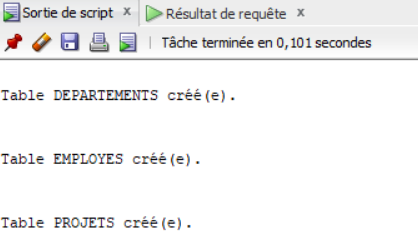 Sortie de script x Résultat de requête x
Tâche terminée en 0,101 secondes
Table DEPARTEMENTS créé(e).
Table EMPLOYES créé(e).
Table PROJETS créé(e).